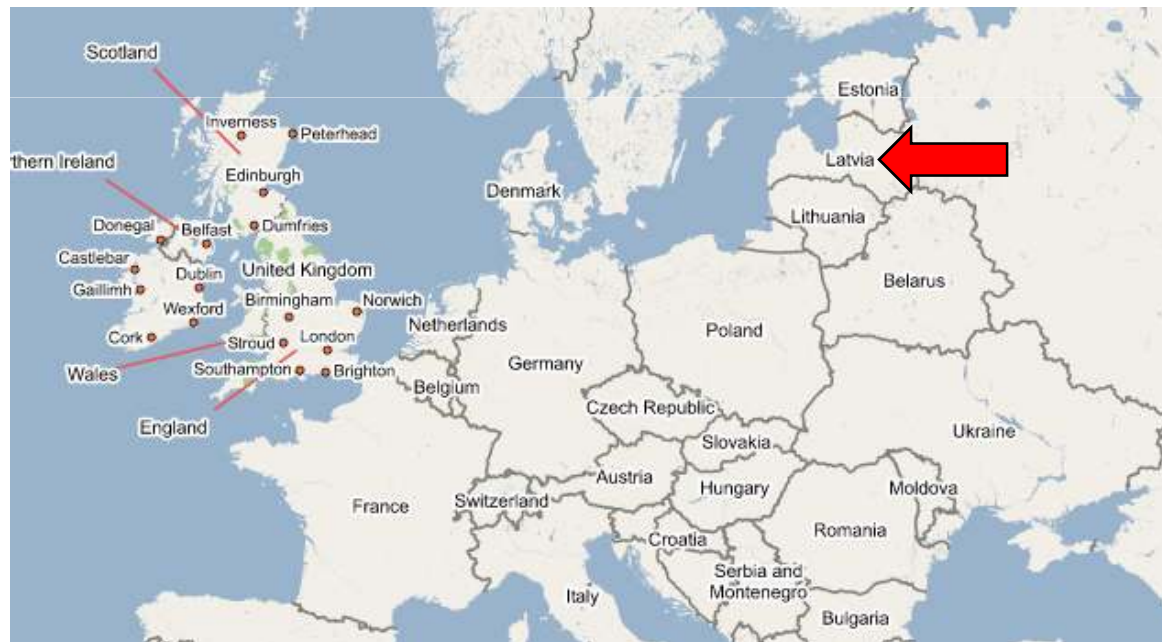 Scotland
Estonia
Inverness
Peterhead
Latvia
rthern Ireland
Edinburgh
Denmark
Lithuania
Donegal
Belfast
Dumfries
Castlebar
Dublin
United Kingdom
Belarus
Gaillimh
Birmingham
Norwich
Wexford
Netherlands
Poland
Cork
Stroud
London
Germany
Wales
Southampton
Brighton
Belgium
Czech Republic
England
Slovakia
Ukraine
Austria
Hungary
Moldova
Switzerland
France
Romania
Croatia
Serbia and
Montenegro
Italy
Bulgaria